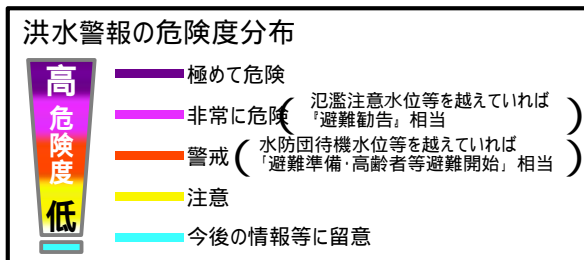 洪水警報の危険度分布
高
危険度
低
極めて危険
非常に危険(氾濫注意水位等を越えていれば
『避難勧告』相当)
警戒(水防団待機水位等を越えていれば
「避難準備・高齢者等避難開始」相当)
注意
今後の情報等に留意